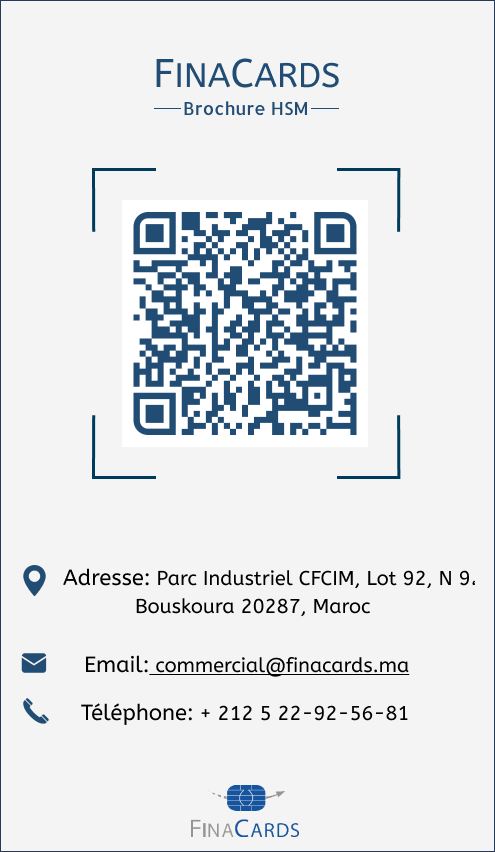 FINACARDS
Brochure HSM
Adresse: Parc Industriel CFCIM, Lot 92, N 9.
Bouskoura 20287, Maroc
Email: commercial@finacards.ma
Téléphone: + 212 5 22-92-56-81
FINACARDS